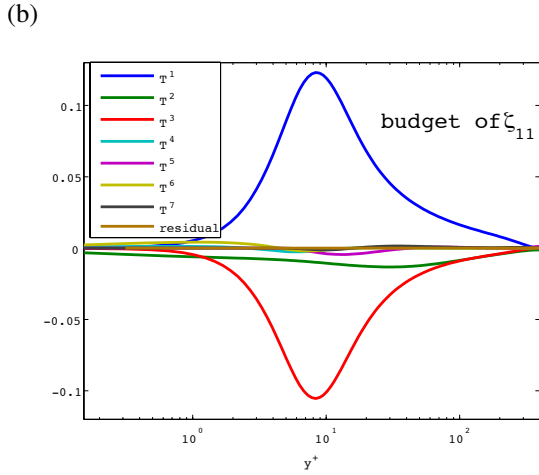 (b)
T¹
T²
T³
T⁴
T⁵
T⁶
T⁷
residual
budget of ζ₁₁
0.1
0.05
0
-0.05
-0.1
10⁰
10¹
10²
y⁺